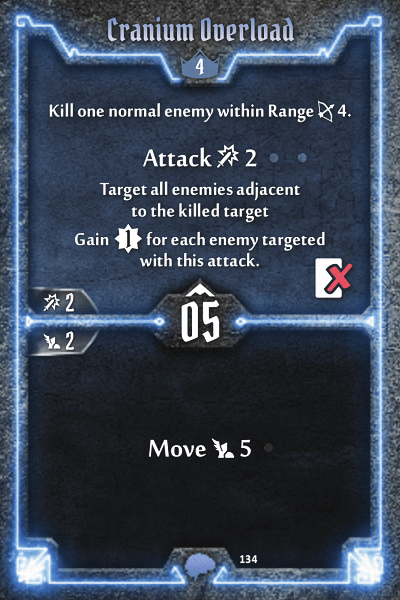 Cranium Overload
4
Kill one normal enemy within Range 4.
Attack 2
Target all enemies adjacent
to the killed target
Gain 1 for each enemy targeted
with this attack.
2
05
2
Move 5
134